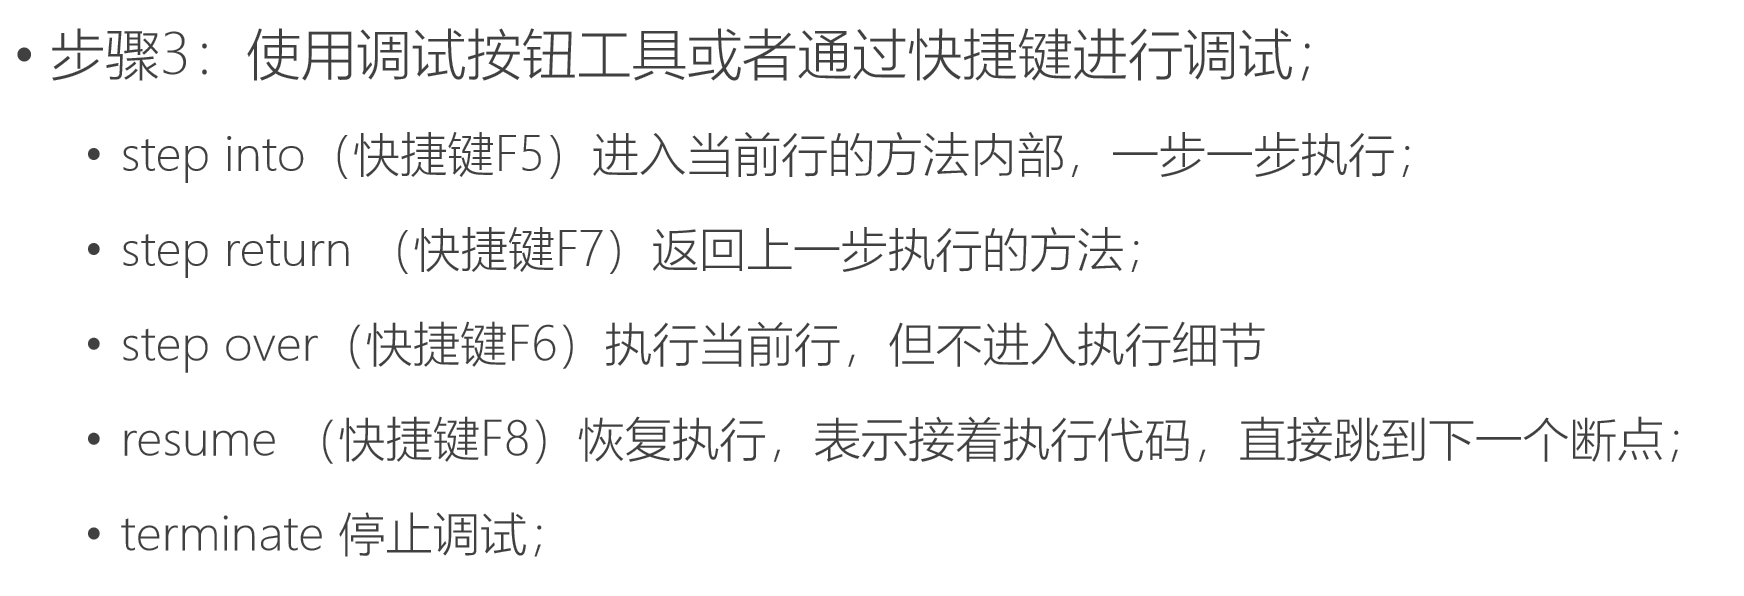 • 步骤3：使用调试按钮工具或者通过快捷键进行调试；
• step into（快捷键F5）进入当前行的方法内部，一步一步执行；
• step return （快捷键F7）返回上一步执行的方法；
• step over（快捷键F6）执行当前行，但不进入执行细节
• resume （快捷键F8）恢复执行，表示接着执行代码，直接跳到下一个断点；
• terminate 停止调试；